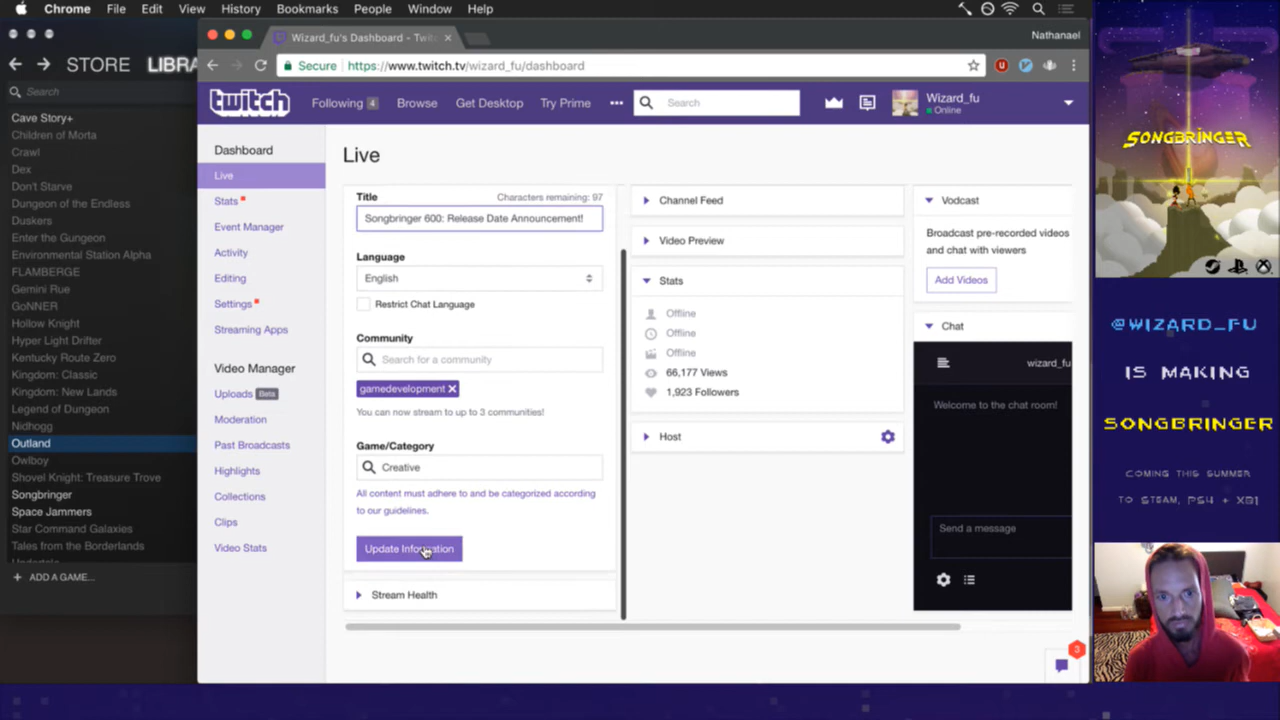 Chrome File Edit View History Bookmarks People Window Help
Wizard_fu's Dashboard - Twitc
Nathanael
STORE LIBRA
Secure https://www.twitch.tv/wizard_fu/dashboard
Search
Cave Story+
Children of Morta
Crawl
Dex
Don't Starve
Dungeon of the Endless
Duskers
Enter the Gungeon
Environmental Station Alpha
FLAMBERGE
Gemini Rue
GoNNER
Hollow Knight
Hyper Light Drifter
Kentucky Route Zero
Kingdom: Classic
Kingdom: New Lands
Legend of Dungeon
Nidhogg
Outland
Owlboy
Shovel Knight: Treasure Trove
Songbringer
Space Jammers
Star Command Galaxies
Tales from the Borderlands
+ ADD A GAME...
twitch Following 4 Browse Get Desktop Try Prime ••• Search
Wizard_fu
Online
Dashboard
Live
Stats
Event Manager
Activity
Editing
Settings
Streaming Apps
Video Manager
Uploads Beta
Moderation
Past Broadcasts
Highlights
Collections
Clips
Video Stats
Live
Title Characters remaining: 97
Songbringer 600: Release Date Announcement!
Language
English
Restrict Chat Language
Community
Search for a community
gamedevelopment ✕
You can now stream to up to 3 communities!
Game/Category
Creative
All content must adhere to and be categorized according
to our guidelines.
Update Information
Stream Health
Channel Feed
Video Preview
Stats
Offline
Offline
Offline
66,177 Views
1,923 Followers
Host
Vodcast
Broadcast pre-recorded videos
and chat with viewers
Add Videos
Chat
wizard_fu
Welcome to the chat room!
Send a message
3
SONGBRINGER
@WIZARD_FU
IS MAKING
SONGBRINGER
COMING THIS SUMMER
TO STEAM, PS4 + XB1